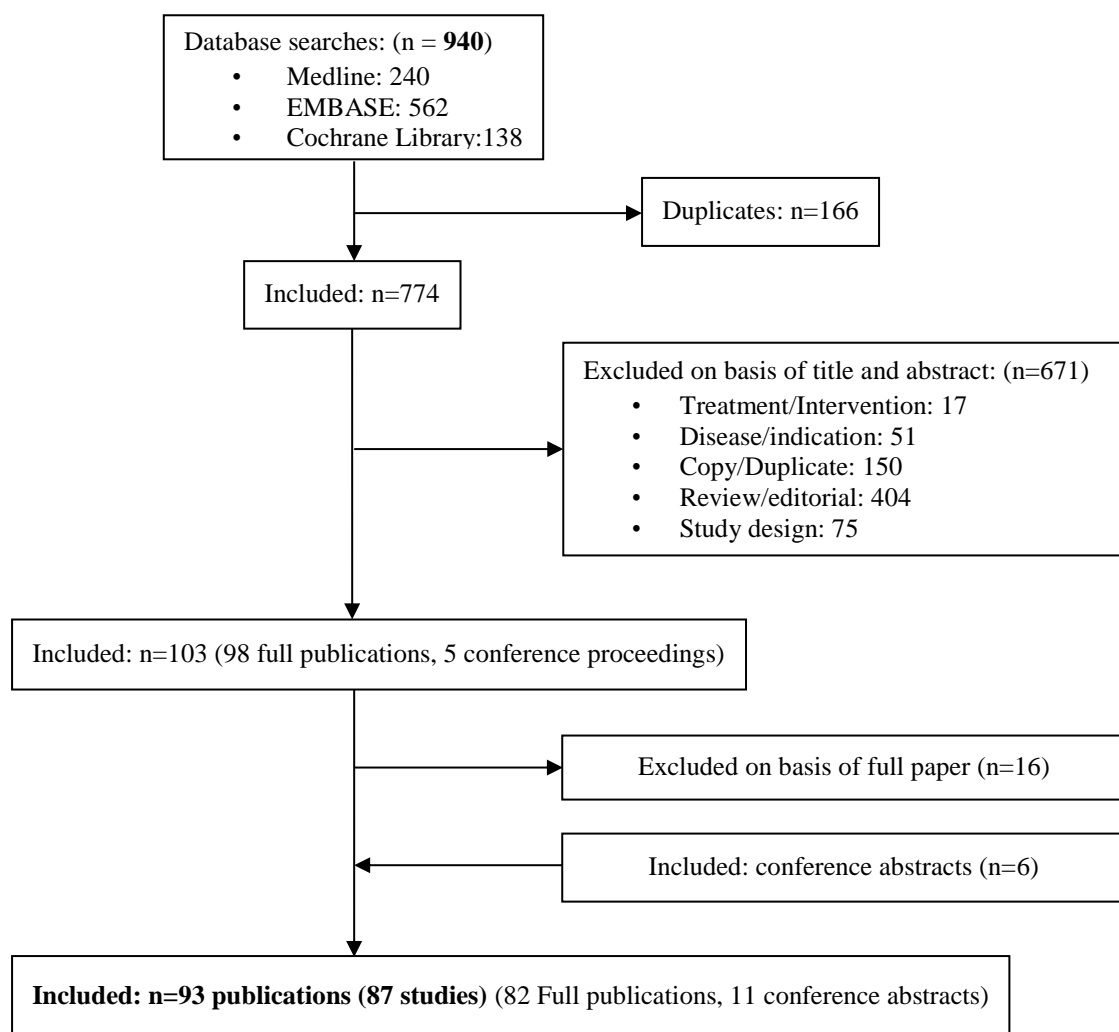 Database searches: (n = 940)
• Medline: 240
• EMBASE: 562
• Cochrane Library:138
Duplicates: n=166
Included: n=774
Excluded on basis of title and abstract: (n=671)
• Treatment/Intervention: 17
• Disease/indication: 51
• Copy/Duplicate: 150
• Review/editorial: 404
• Study design: 75
Included: n=103 (98 full publications, 5 conference proceedings)
Excluded on basis of full paper (n=16)
Included: conference abstracts (n=6)
Included: n=93 publications (87 studies) (82 Full publications, 11 conference abstracts)